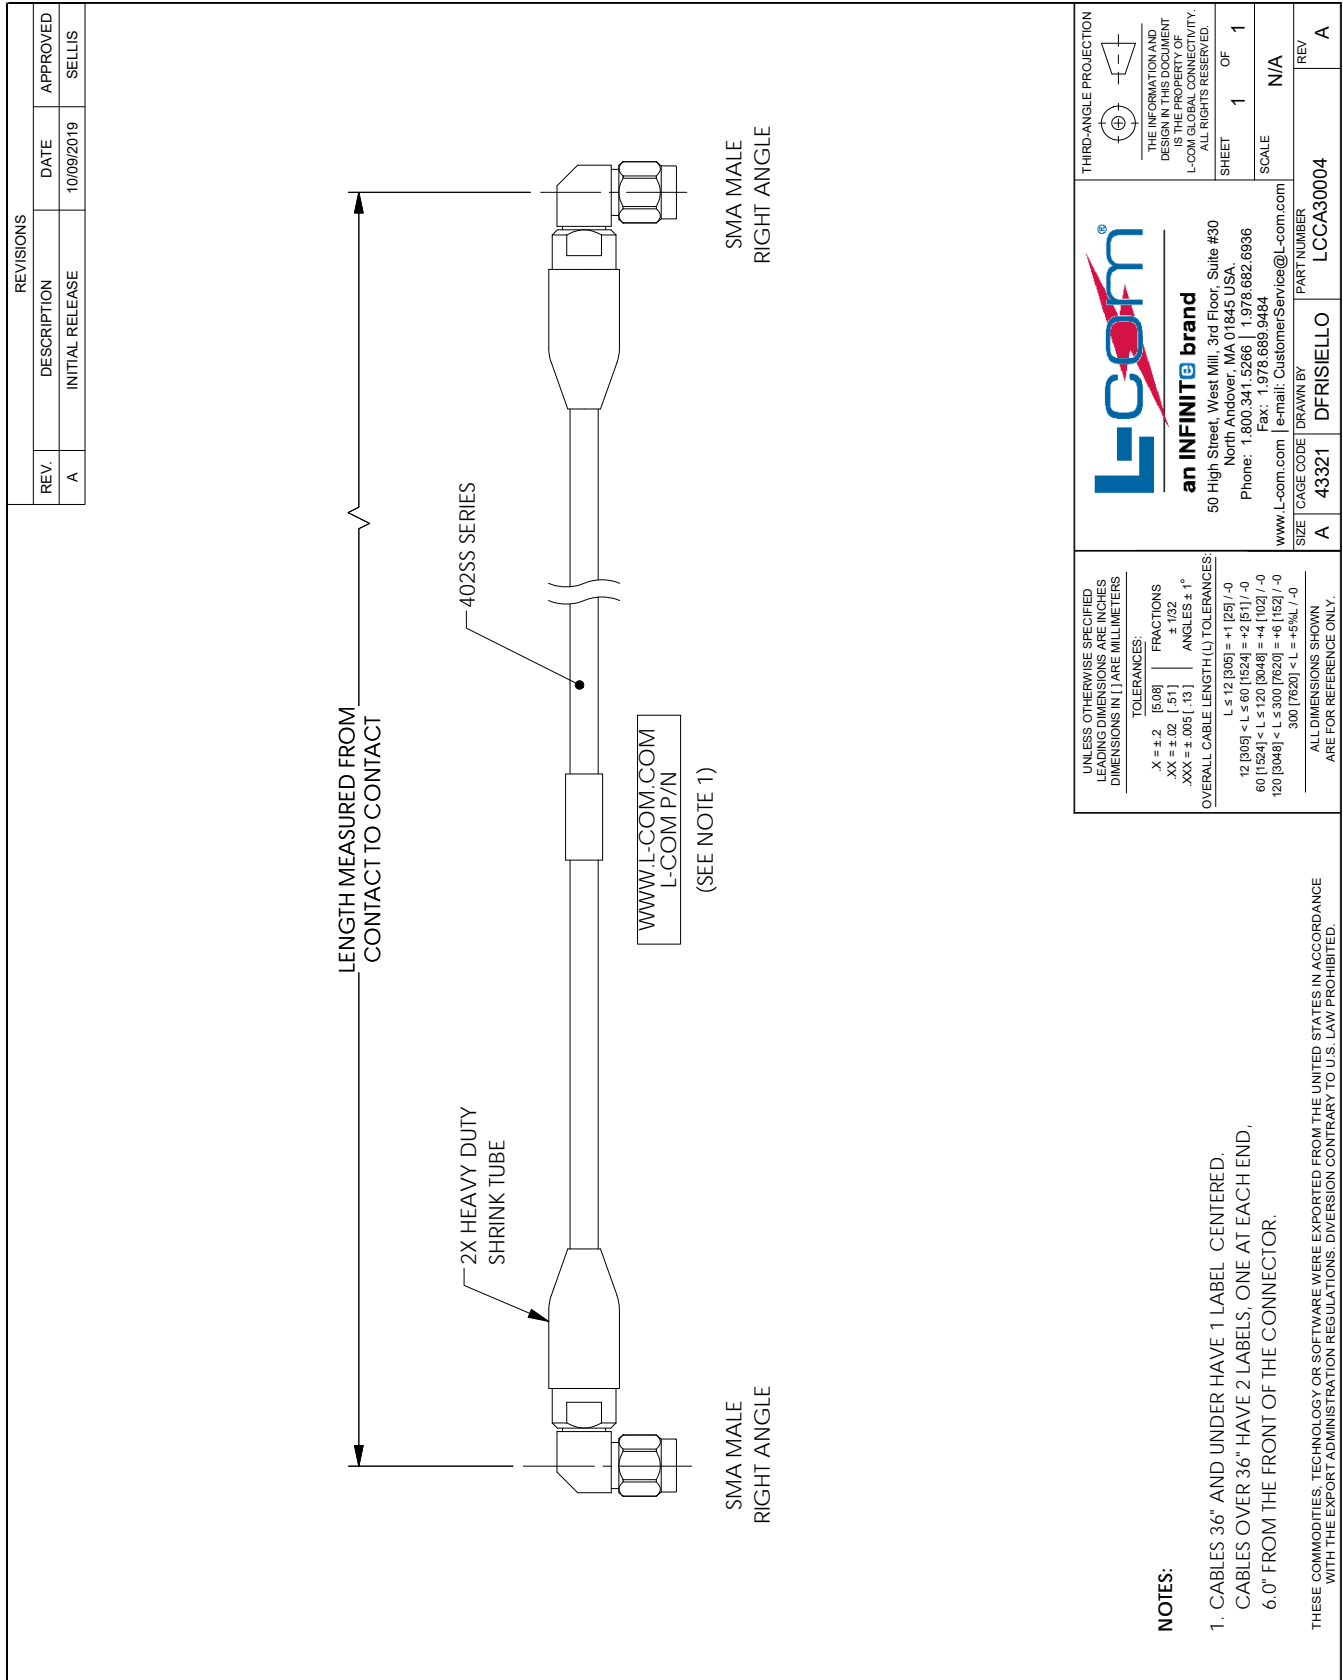 REVISIONS
REV. DESCRIPTION DATE APPROVED
A INITIAL RELEASE 10/09/2019 SELLIS
LENGTH MEASURED FROM
CONTACT TO CONTACT
2X HEAVY DUTY
SHRINK TUBE
402SS SERIES
WWW.L-COM.COM
L-COM P/N
(SEE NOTE 1)
SMA MALE
RIGHT ANGLE
SMA MALE
RIGHT ANGLE
NOTES:
1. CABLES 36" AND UNDER HAVE 1 LABEL CENTERED.
CABLES OVER 36" HAVE 2 LABELS, ONE AT EACH END,
6.0" FROM THE FRONT OF THE CONNECTOR.
THESE COMMODITIES, TECHNOLOGY OR SOFTWARE WERE EXPORTED FROM THE UNITED STATES IN ACCORDANCE
WITH THE EXPORT ADMINISTRATION REGULATIONS. DIVERSION CONTRARY TO U.S. LAW PROHIBITED.
UNLESS OTHERWISE SPECIFIED
LEADING DIMENSIONS ARE INCHES
DIMENSIONS IN [ ] ARE MILLIMETERS
TOLERANCES:
.X = ±.2 [5.08] FRACTIONS
.XX = ±.02 [.51] ± 1/32
.XXX = ±.005 [.13] ANGLES ± 1°
OVERALL CABLE LENGTH (L) TOLERANCES:
L ≤ 12 [305] = +1 [25] / -0
12 [305] < L ≤ 60 [1524] = +2 [51] / -0
60 [1524] < L ≤ 120 [3048] = +4 [102] / -0
120 [3048] < L ≤ 300 [7620] = +6 [152] / -0
300 [7620] < L = +5%L / -0
ALL DIMENSIONS SHOWN
ARE FOR REFERENCE ONLY.
L-com®
an INFINITe brand
50 High Street, West Mill, 3rd Floor, Suite #30
North Andover, MA 01845 USA.
Phone: 1.800.341.5266 | 1.978.682.6936
Fax: 1.978.689.9484
www.L-com.com | e-mail: CustomerService@L-com.com
THIRD-ANGLE PROJECTION
THE INFORMATION AND
DESIGN IN THIS DOCUMENT
IS THE PROPERTY OF
L-COM GLOBAL CONNECTIVITY.
ALL RIGHTS RESERVED.
SHEET 1 OF 1
SCALE N/A
SIZE CAGE CODE DRAWN BY PART NUMBER REV
A 43321 DFRISIELLO LCCA30004 A